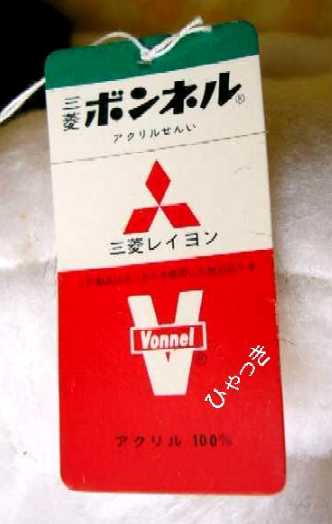 三菱 ボンネル®
アクリルせんい
三菱レイヨン
Vonnel
®
ひゃっき
アクリル 100%